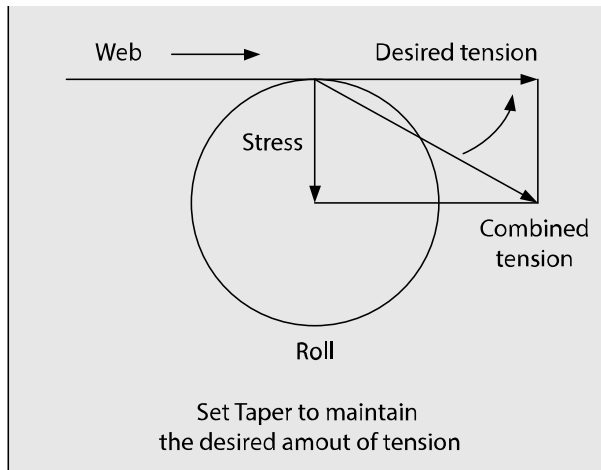 Web
Desired tension
Stress
Combined
tension
Roll
Set Taper to maintain
the desired amout of tension